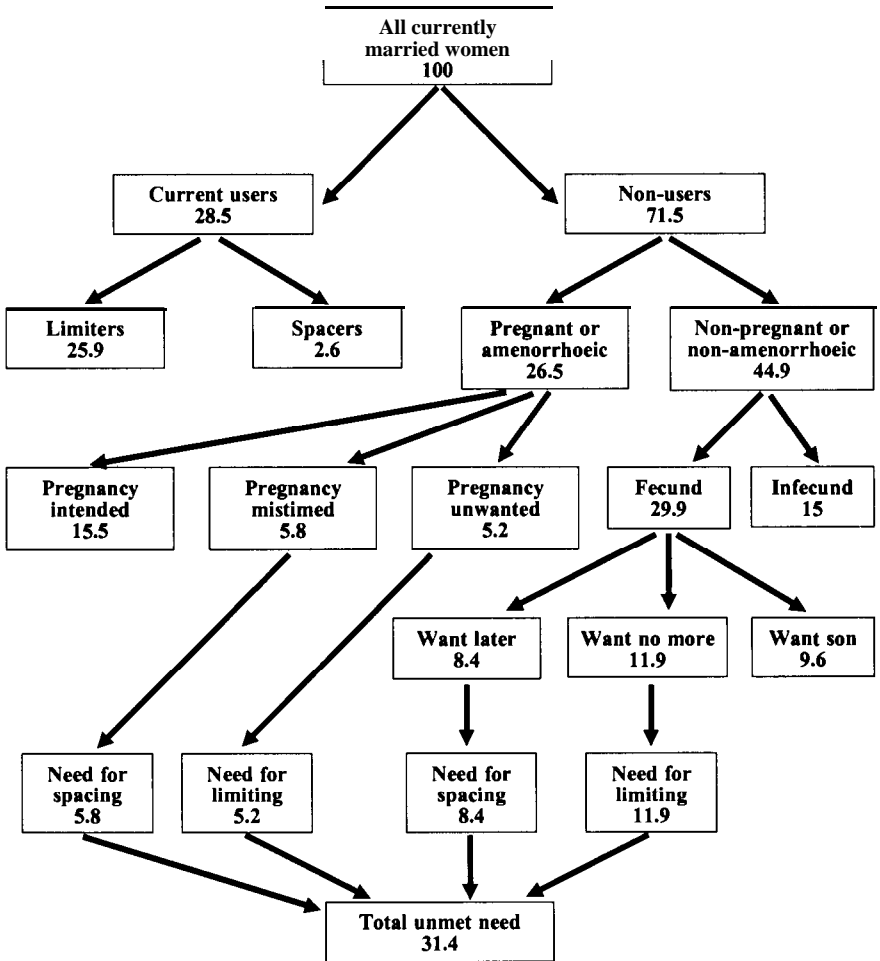 All currently
married women
100
Current users
28.5
Non-users
71.5
Limiters
25.9
Spacers
2.6
Pregnant or
amenorrhoeic
26.5
Non-pregnant or
non-amenorrhoeic
44.9
Pregnancy
intended
15.5
Pregnancy
mistimed
5.8
Pregnancy
unwanted
5.2
Fecund
29.9
Infecund
15
Want later
8.4
Want no more
11.9
Want son
9.6
Need for
spacing
5.8
Need for
limiting
5.2
Need for
spacing
8.4
Need for
limiting
11.9
Total unmet need
31.4